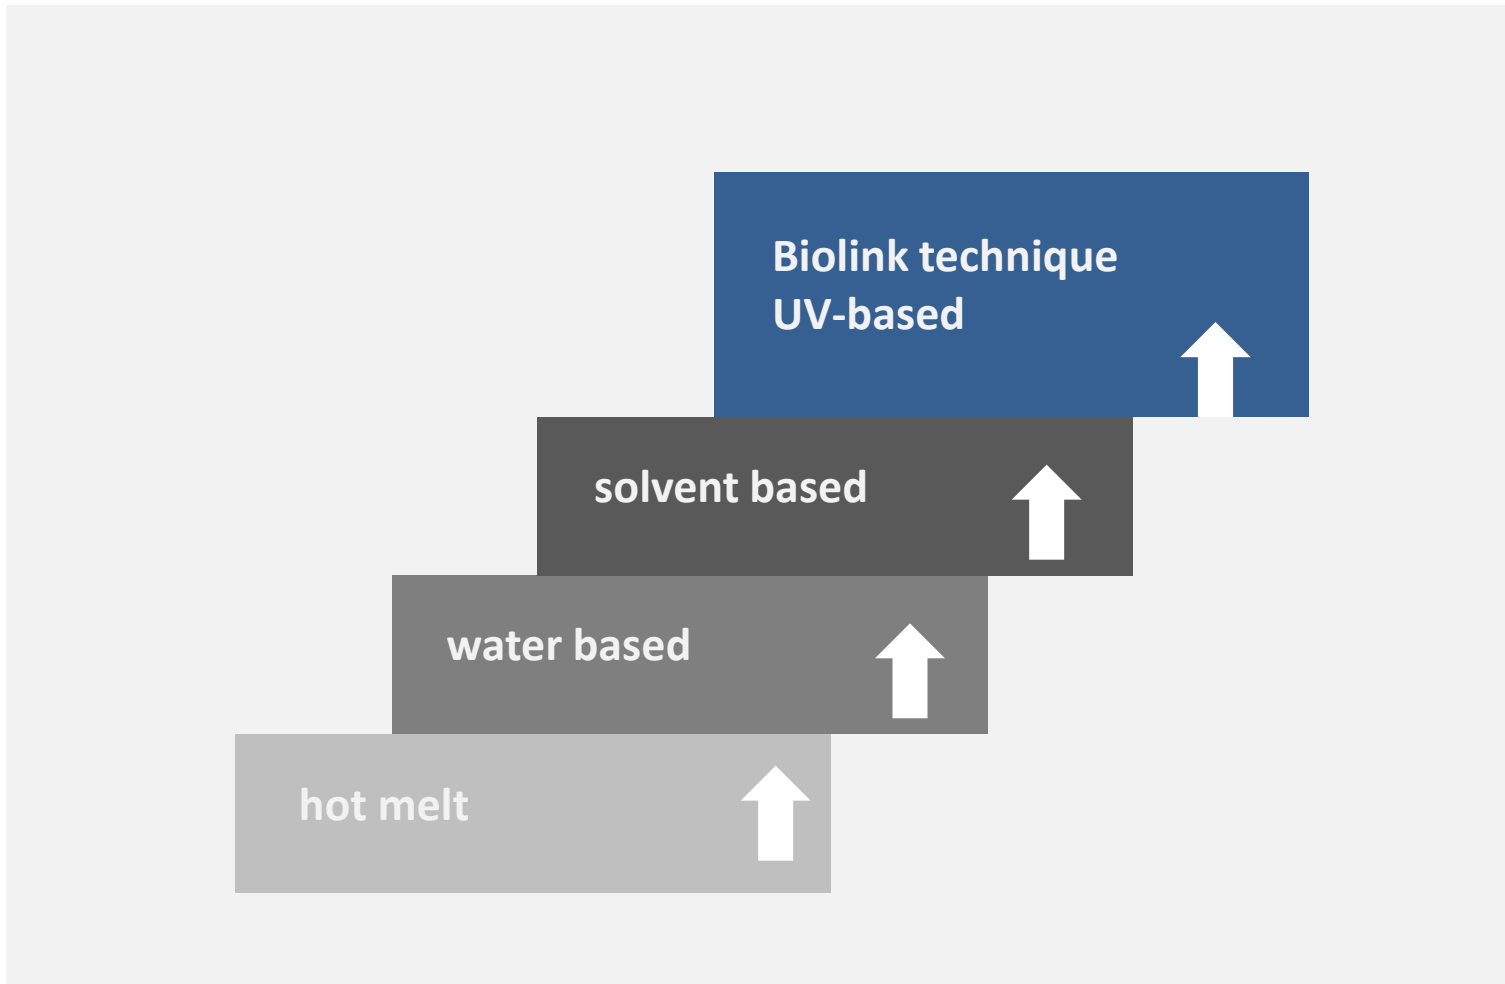 Biolink technique
UV-based
solvent based
water based
hot melt